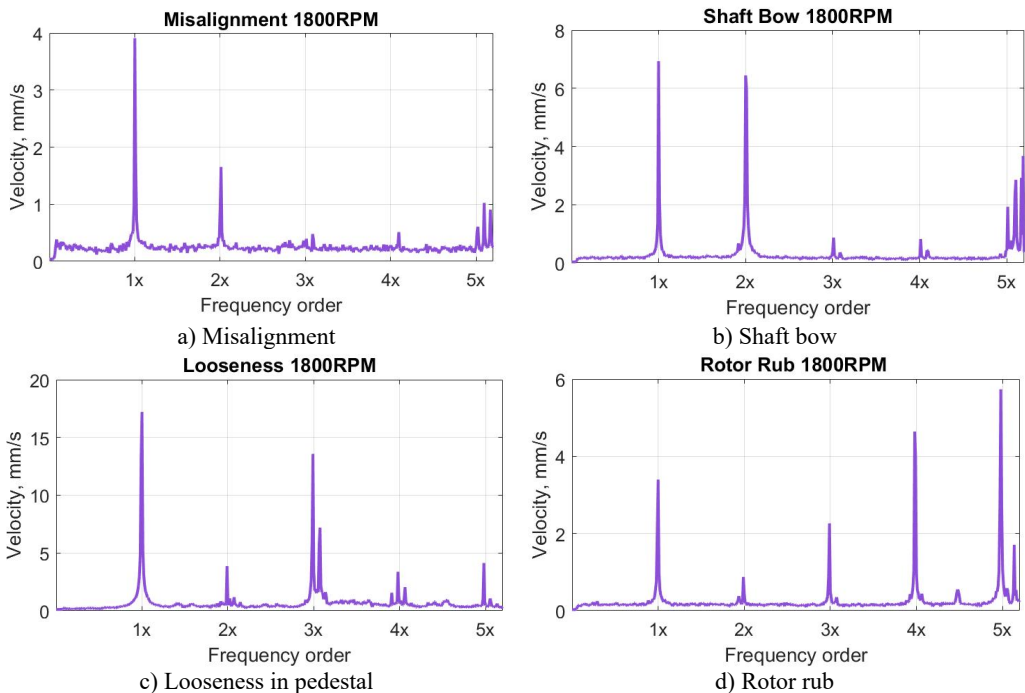 Misalignment 1800RPM
4
3
2
1
0
Velocity, mm/s
1x
2x
3x
4x
5x
Frequency order
a) Misalignment
Shaft Bow 1800RPM
8
6
4
2
0
Velocity, mm/s
1x
2x
3x
4x
5x
Frequency order
b) Shaft bow
Looseness 1800RPM
20
15
10
5
0
Velocity, mm/s
1x
2x
3x
4x
5x
Frequency order
c) Looseness in pedestal
Rotor Rub 1800RPM
6
4
2
0
Velocity, mm/s
1x
2x
3x
4x
5x
Frequency order
d) Rotor rub